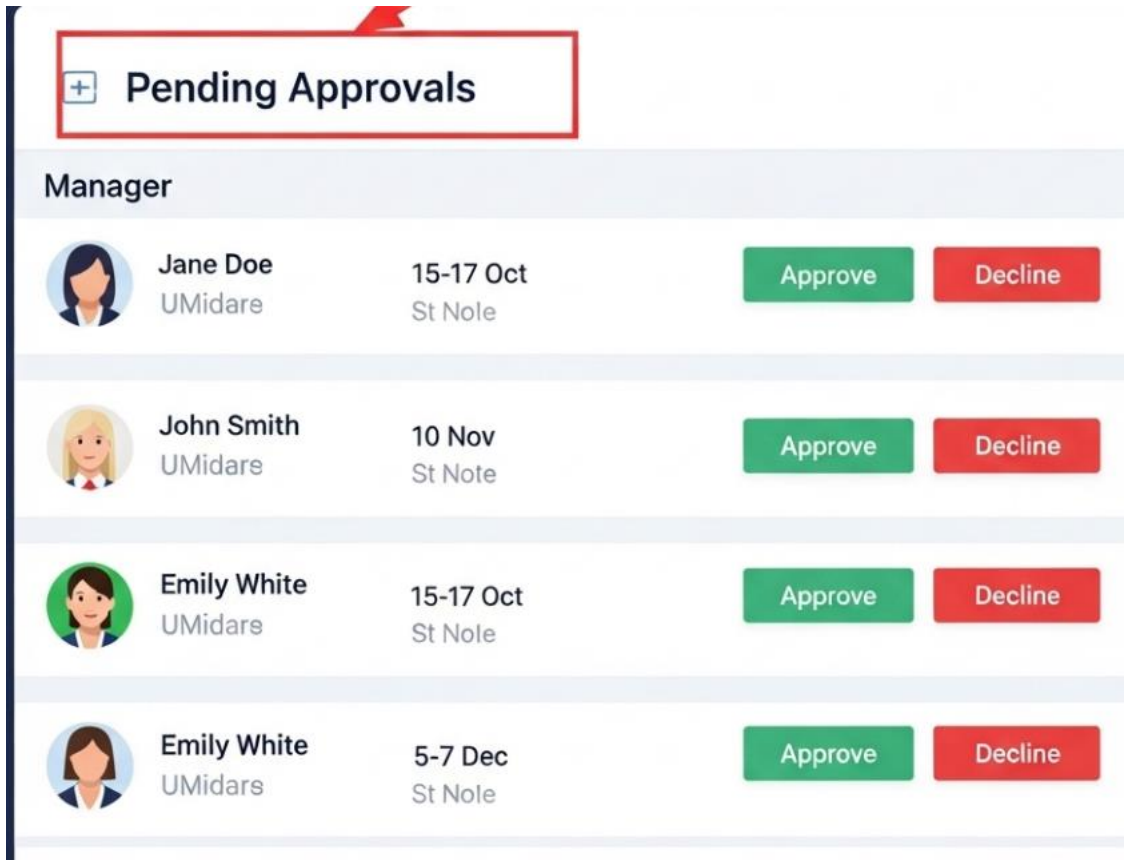 Pending Approvals
Manager
Jane Doe
UMidare
15-17 Oct
St Nole
Approve
Decline
John Smith
UMidare
10 Nov
St Note
Approve
Decline
Emily White
UMidars
15-17 Oct
St Nole
Approve
Decline
Emily White
UMidars
5-7 Dec
St Nole
Approve
Decline